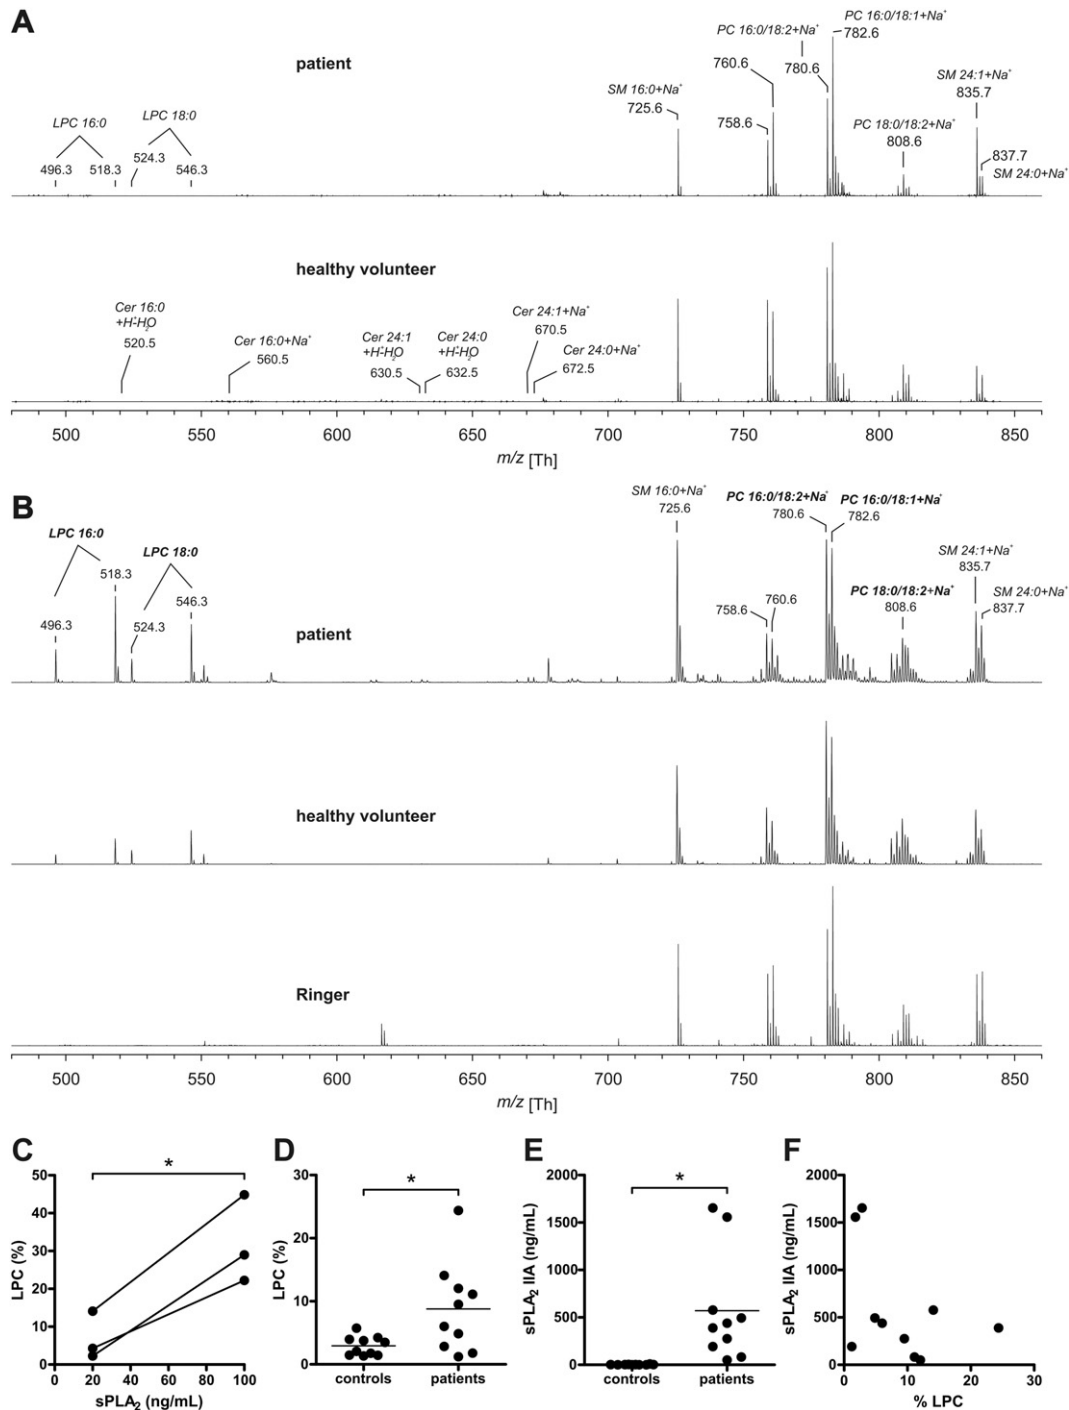 A
patient
LPC 16:0
496.3
518.3
LPC 18:0
524.3
546.3
SM 16:0+Na+
725.6
758.6
760.6
PC 16:0/18:2+Na+
780.6
PC 16:0/18:1+Na+
782.6
PC 18:0/18:2+Na+
808.6
SM 24:1+Na+
835.7
837.7
SM 24:0+Na+
healthy volunteer
Cer 16:0
+H+-H2O
520.5
Cer 16:0+Na+
560.5
Cer 24:1
+H+-H2O
630.5
Cer 24:0
+H+-H2O
632.5
Cer 24:1+Na+
670.5
Cer 24:0+Na+
672.5
500 550 600 650 700 750 800 850
m/z [Th]
B
LPC 16:0
496.3
518.3
LPC 18:0
524.3
546.3
patient
SM 16:0+Na+
725.6
758.6
760.6
PC 16:0/18:2+Na+
780.6
PC 16:0/18:1+Na+
782.6
PC 18:0/18:2+Na+
808.6
SM 24:1+Na+
835.7
SM 24:0+Na+
837.7
healthy volunteer
Ringer
500 550 600 650 700 750 800 850
m/z [Th]
C
*
LPC (%)
50
40
30
20
10
0
0 20 40 60 80 100
sPLA2 (ng/mL)
D
*
LPC (%)
30
20
10
0
controls patients
E
*
sPLA2 IIA (ng/mL)
2000
1500
1000
500
0
controls patients
F
sPLA2 IIA (ng/mL)
2000
1500
1000
500
0
0 10 20 30
% LPC